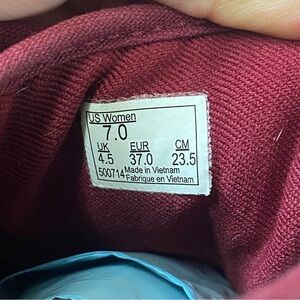 US Women
7.0
UK EUR CM
4.5 37.0 23.5
500714 Made in Vietnam
Fabrique en Vietnam